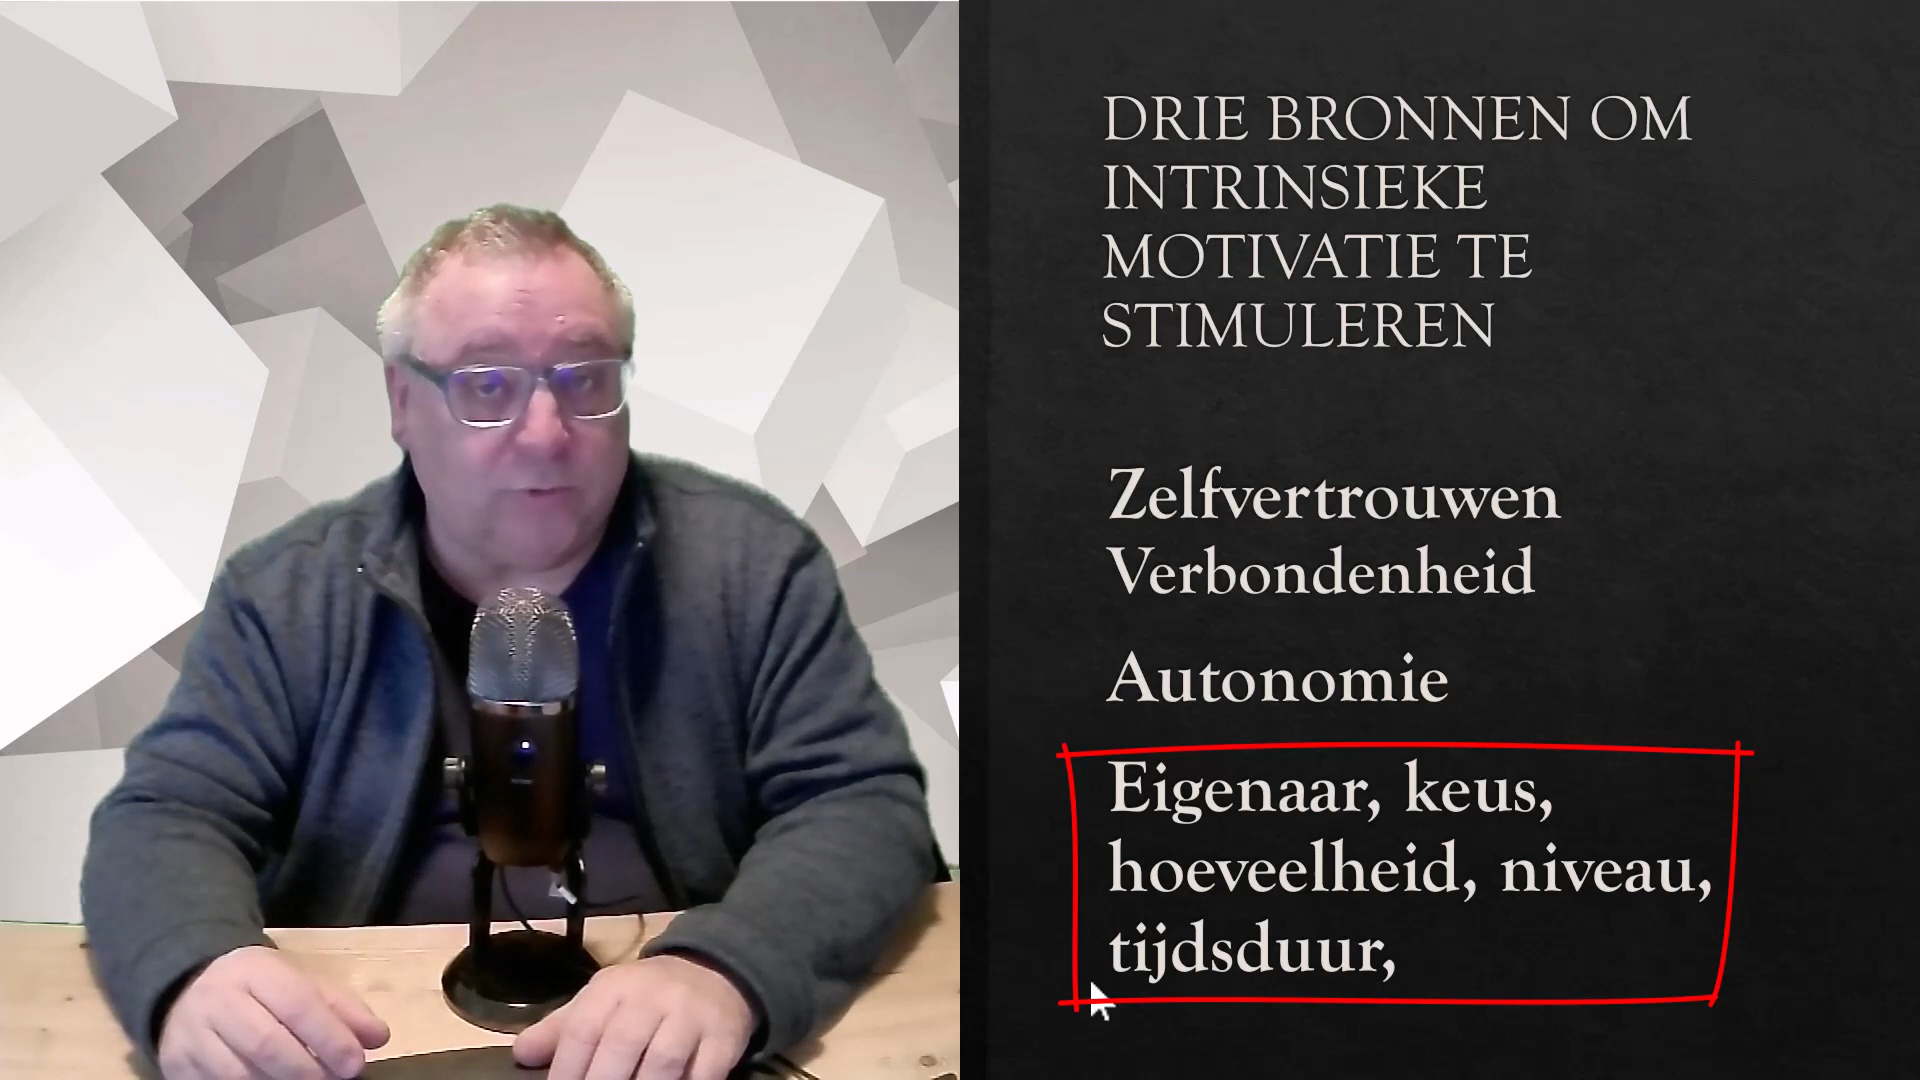 DRIE BRONNEN OM
INTRINSIEKE
MOTIVATIE TE
STIMULEREN
Zelfvertrouwen
Verbondenheid
Autonomie
Eigenaar, keus,
hoeveelheid, niveau,
tijdsduur,